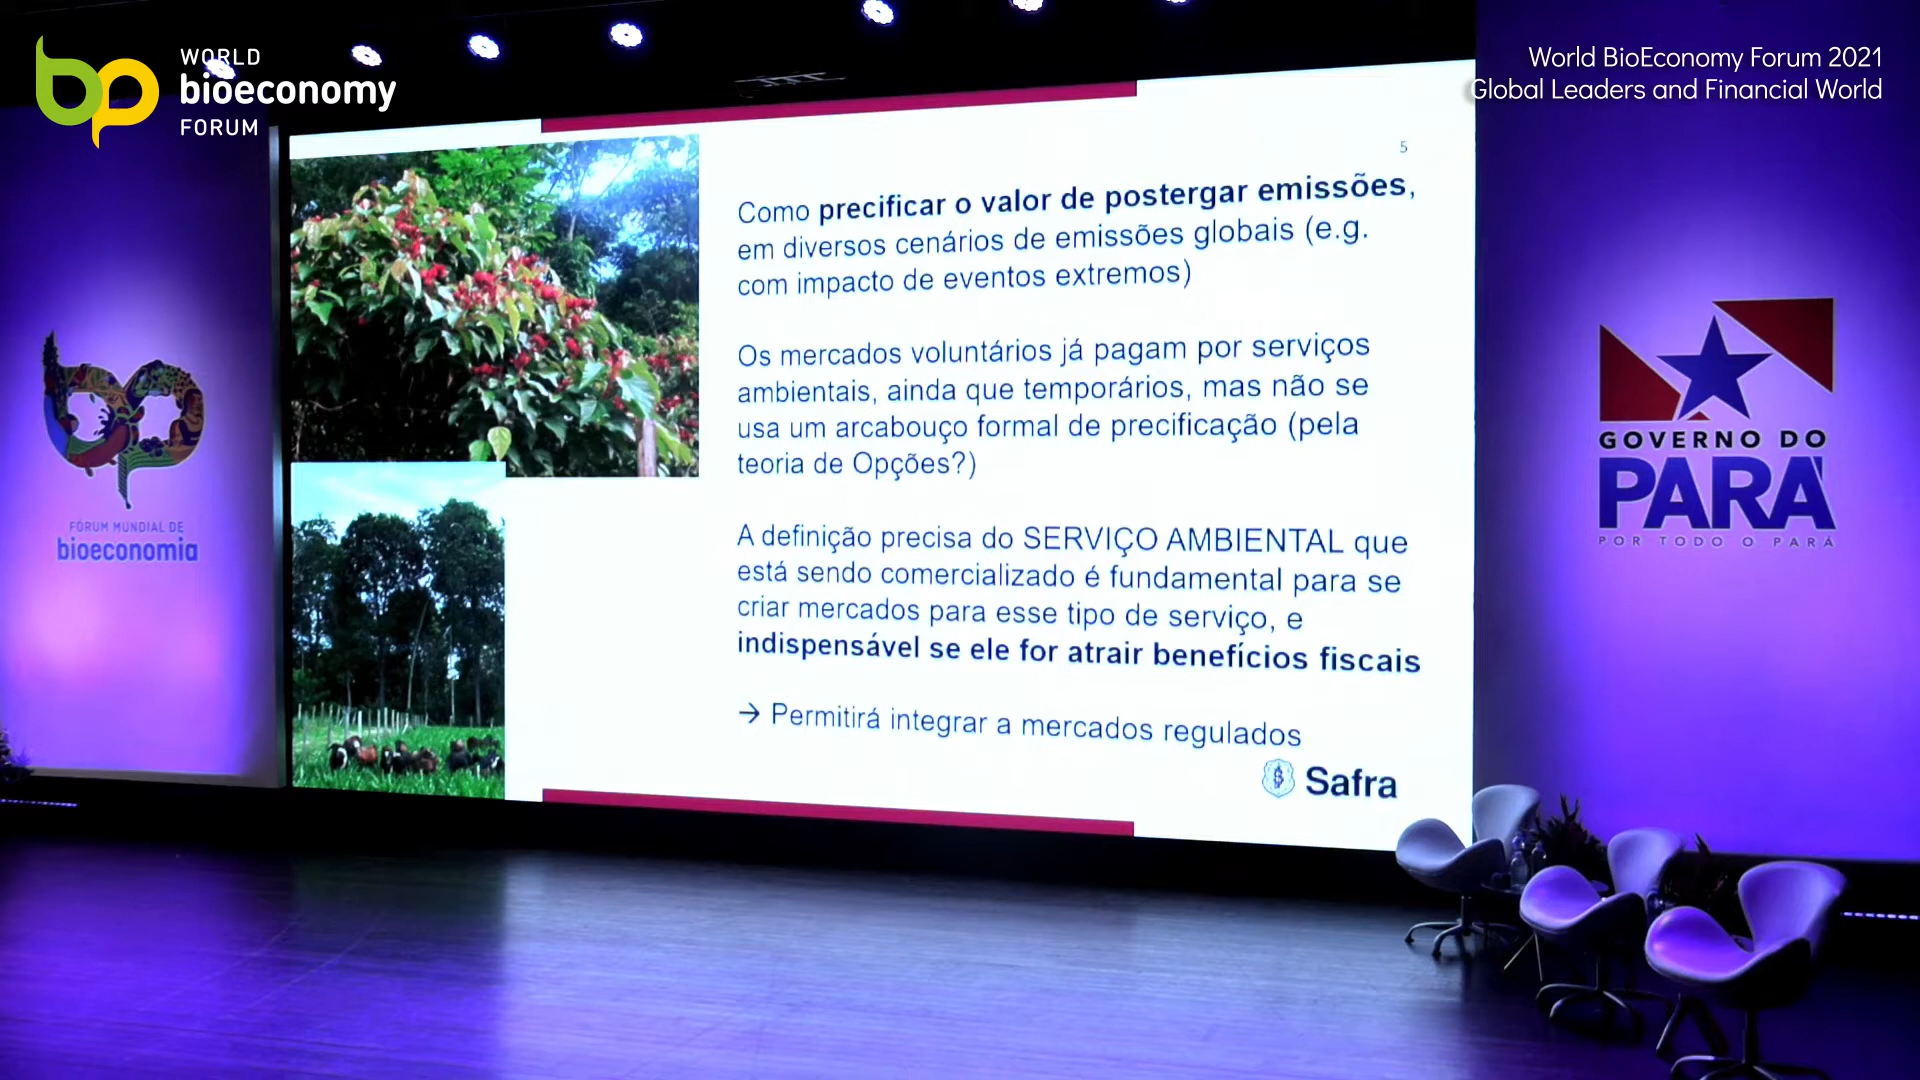 WORLD
bioeconomy
FORUM
World BioEconomy Forum 2021
Global Leaders and Financial World
5
Como precificar o valor de postergar emissões,
em diversos cenários de emissões globais (e.g.
com impacto de eventos extremos)
Os mercados voluntários já pagam por serviços
ambientais, ainda que temporários, mas não se
usa um arcabouço formal de precificação (pela
teoria de Opções?)
A definição precisa do SERVIÇO AMBIENTAL que
está sendo comercializado é fundamental para se
criar mercados para esse tipo de serviço, e
indispensável se ele for atrair benefícios fiscais
→ Permitirá integrar a mercados regulados
Safra
FÓRUM MUNDIAL DE
bioeconomia
GOVERNO DO
PARÁ
POR TODO O PARÁ